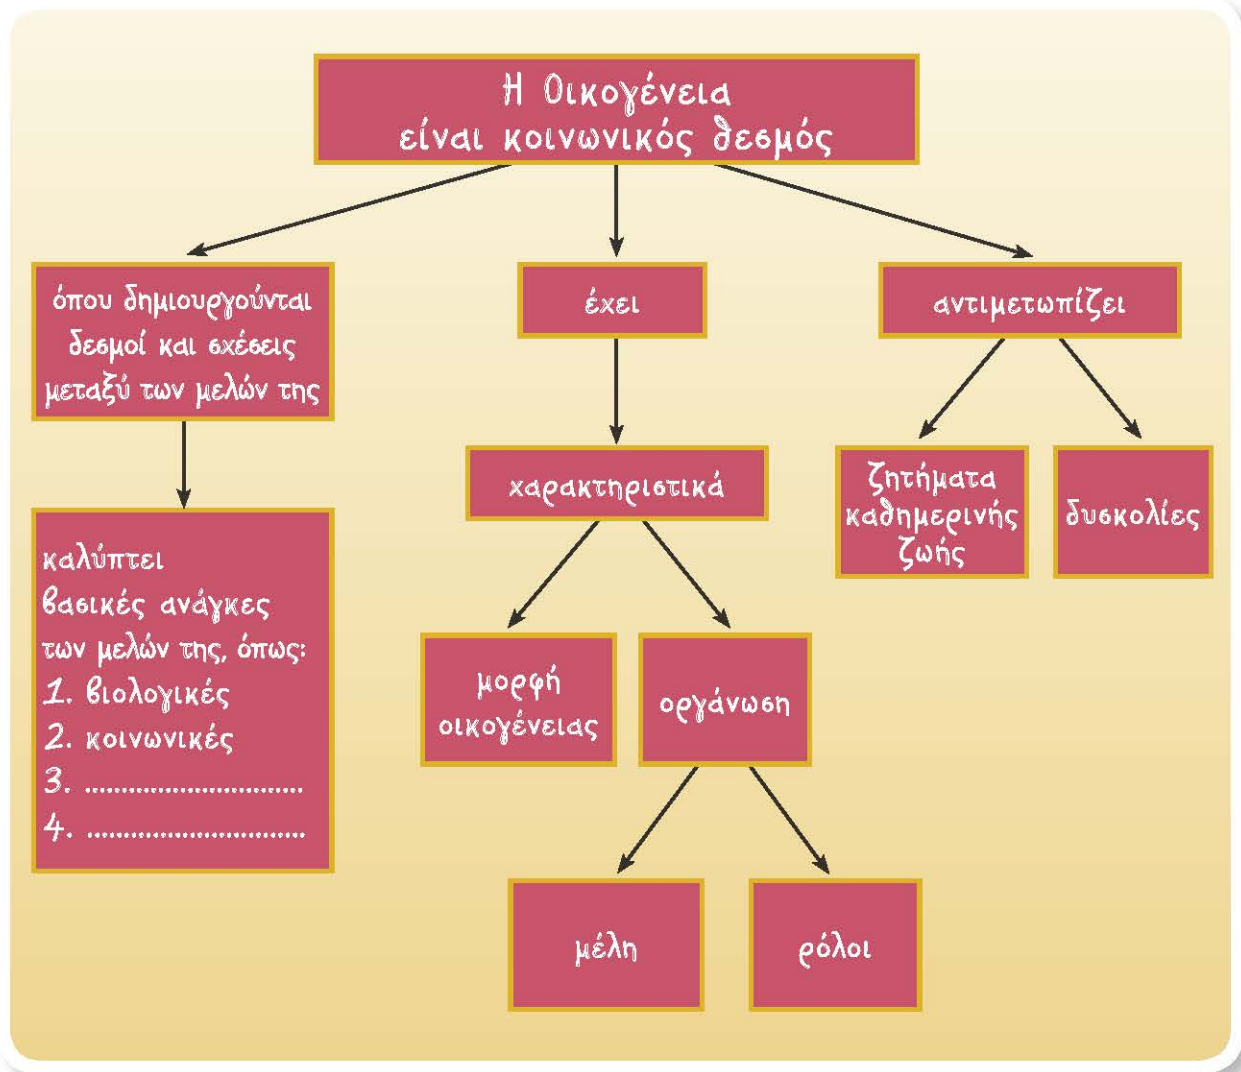 Η Οικογένεια
είναι κοινωνικός θεσμός
όπου δημιουργούνται
δεσμοί και σχέσεις
μεταξύ των μελών της
έχει
αντιμετωπίζει
καλύπτει
βασικές ανάγκες
των μελών της, όπως:
1. βιολογικές
2. κοινωνικές
3. ..............................
4. ..............................
χαρακτηριστικά
ζητήματα
καθημερινής
ζωής
δυσκολίες
μορφή
οικογένειας
οργάνωση
μέλη
ρόλοι